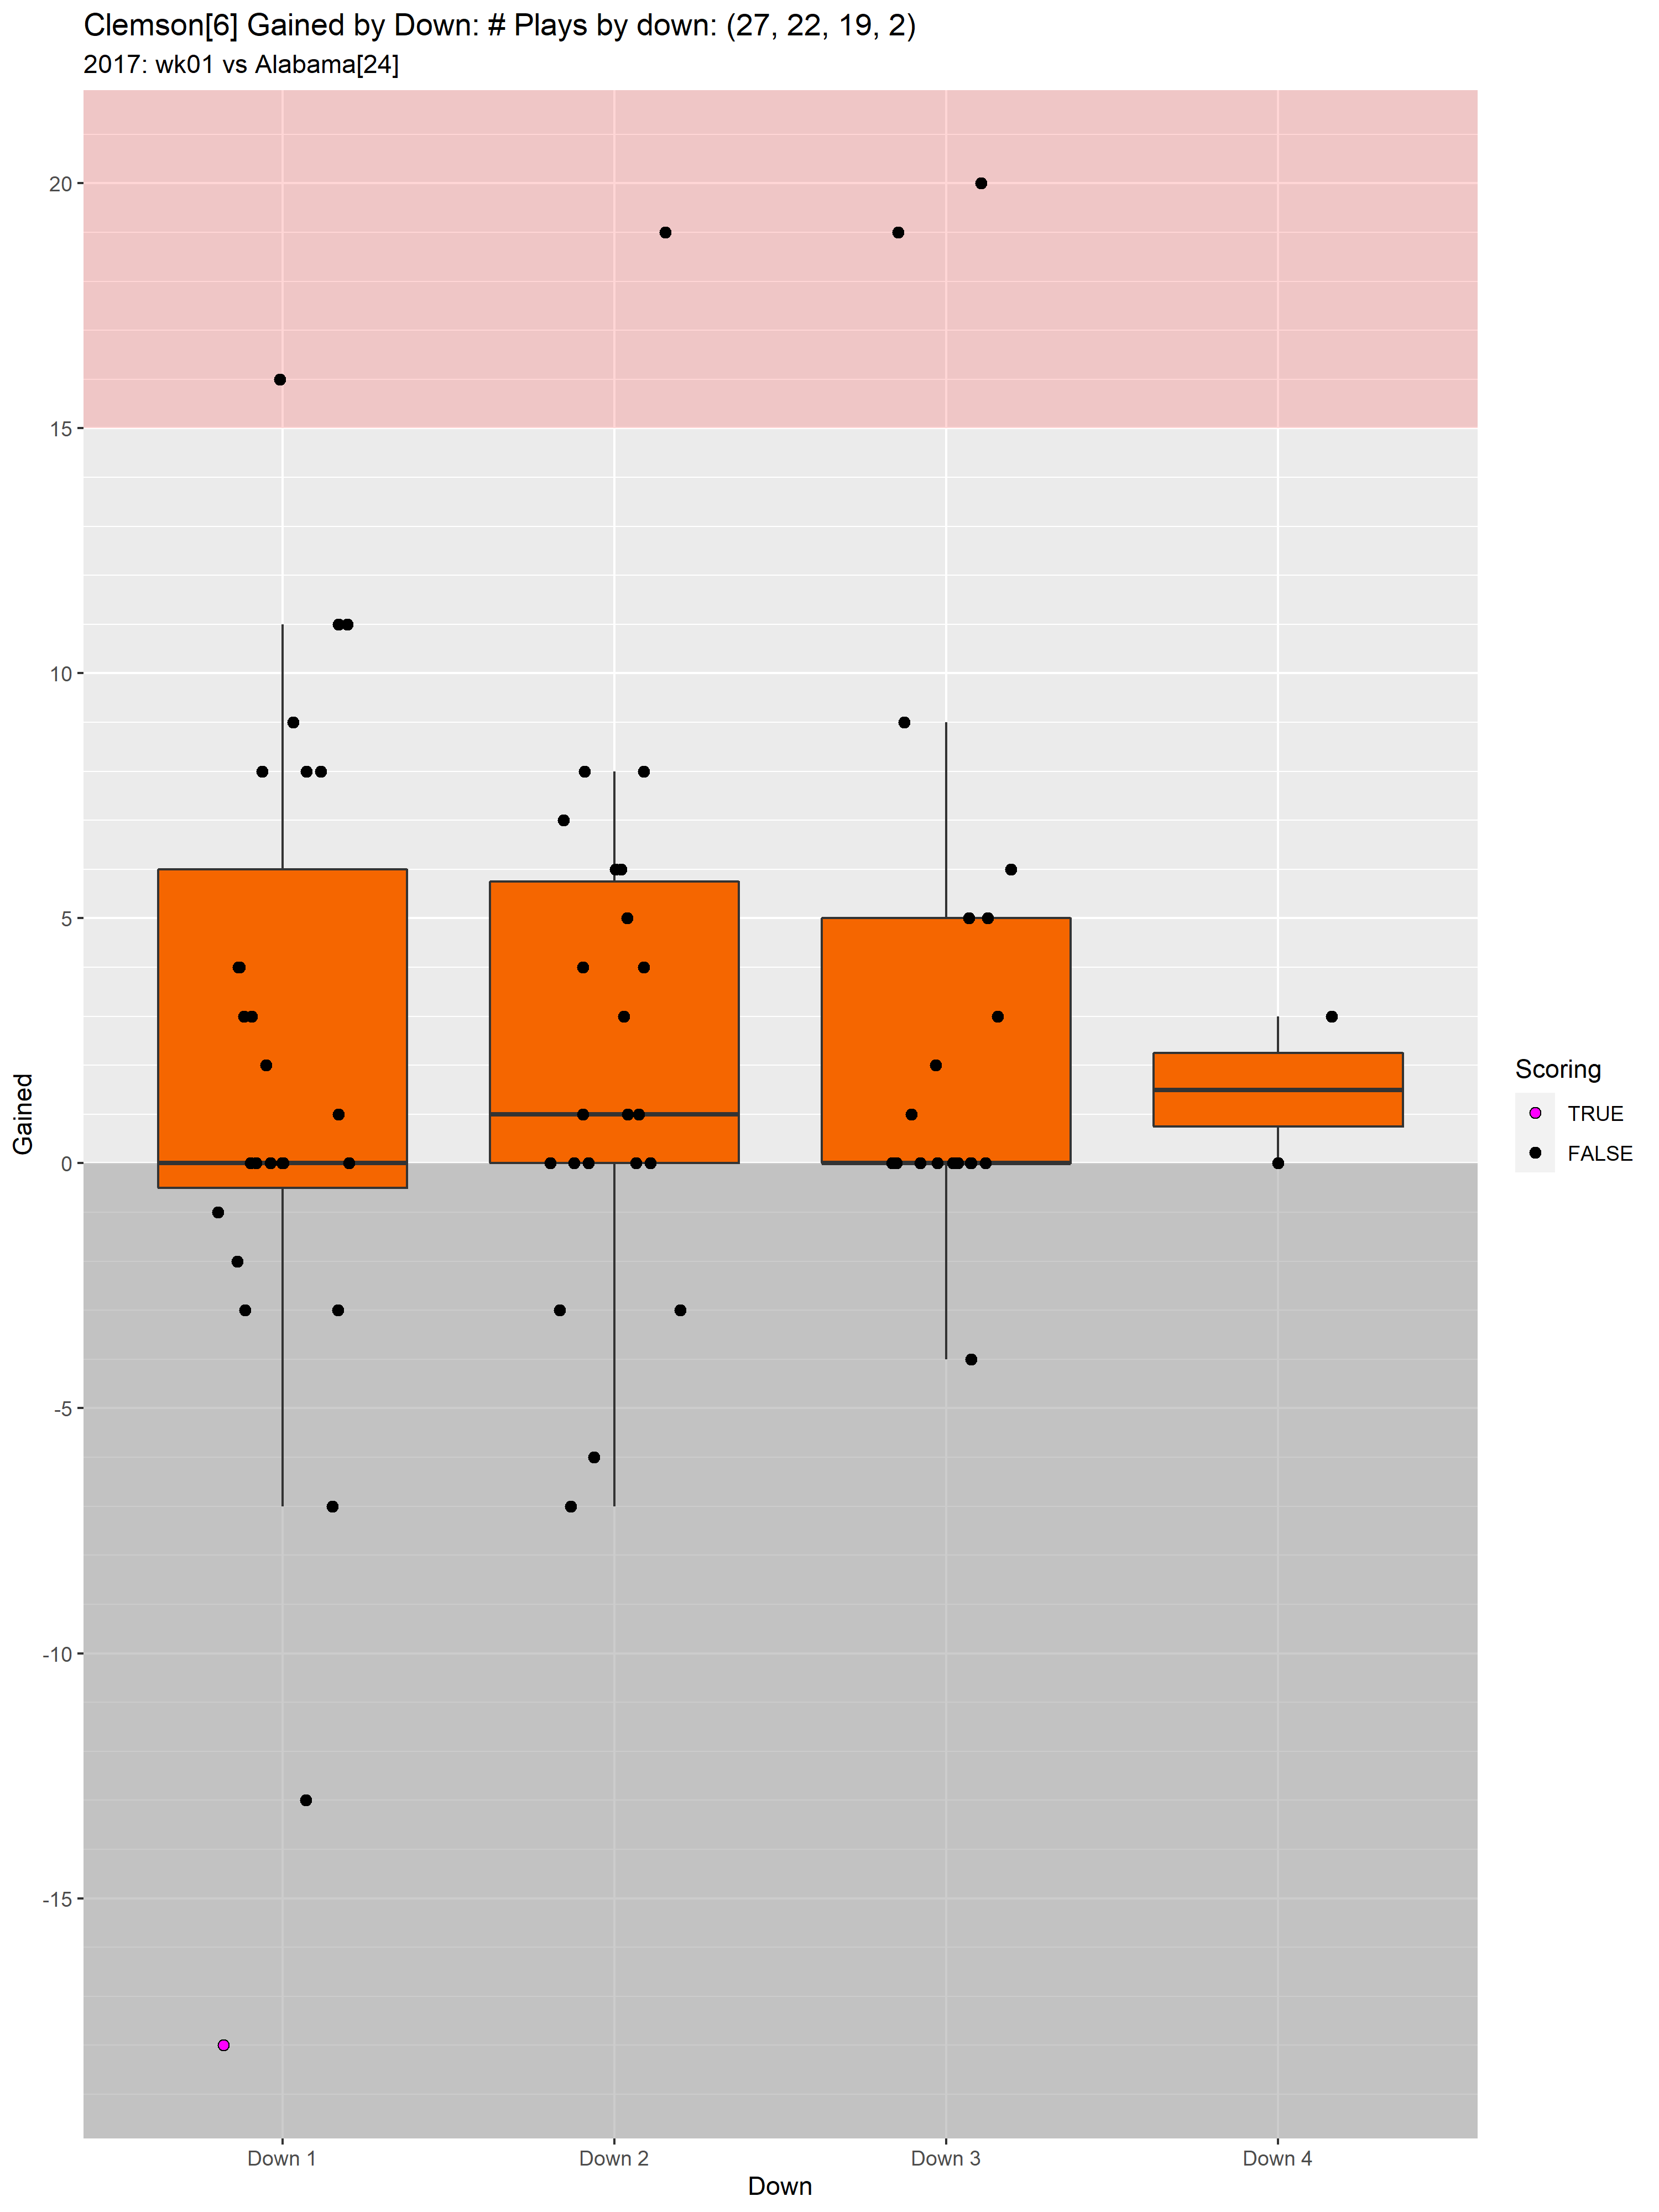 Clemson[6] Gained by Down: # Plays by down: (27, 22, 19, 2)
2017: wk01 vs Alabama[24]
20
15
10
5
0
-5
-10
-15
Gained
Down 1
Down 2
Down 3
Down 4
Down
Scoring
TRUE
FALSE